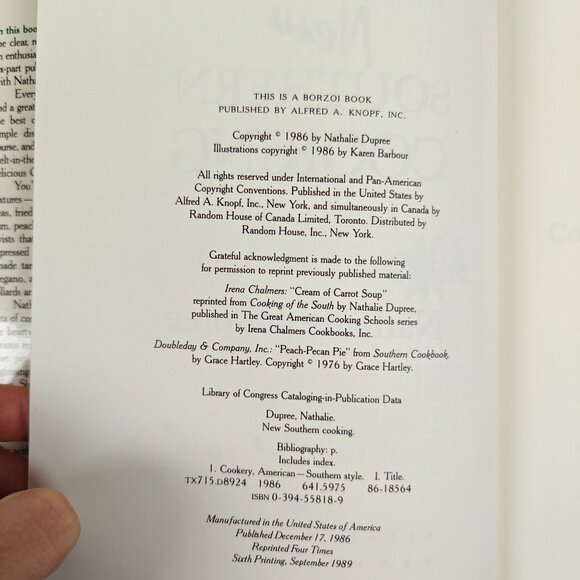 THIS IS A BORZOI BOOK
PUBLISHED BY ALFRED A. KNOPF, INC.
Copyright © 1986 by Nathalie Dupree
Illustrations copyright © 1986 by Karen Barbour
All rights reserved under International and Pan-American
Copyright Conventions. Published in the United States by
Alfred A. Knopf, Inc., New York, and simultaneously in Canada by
Random House of Canada Limited, Toronto. Distributed by
Random House, Inc., New York.
Grateful acknowledgment is made to the following
for permission to reprint previously published material:
Irena Chalmers: "Cream of Carrot Soup"
reprinted from Cooking of the South by Nathalie Dupree,
published in The Great American Cooking Schools series
by Irena Chalmers Cookbooks, Inc.
Doubleday & Company, Inc.: "Peach-Pecan Pie" from Southern Cookbook,
by Grace Hartley. Copyright © 1976 by Grace Hartley.
Library of Congress Cataloging-in-Publication Data
Dupree, Nathalie.
New Southern cooking.
Bibliography: p.
Includes index.
1. Cookery, American—Southern style. I. Title.
TX715.D8924 1986 641.5975 86-18564
ISBN 0-394-55818-9
Manufactured in the United States of America
Published December 17, 1986
Reprinted Four Times
Sixth Printing, September 1989